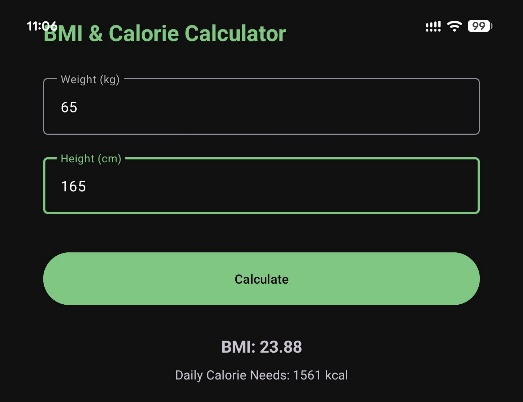 11:06
99
BMI & Calorie Calculator
Weight (kg)
65
Height (cm)
165
Calculate
BMI: 23.88
Daily Calorie Needs: 1561 kcal